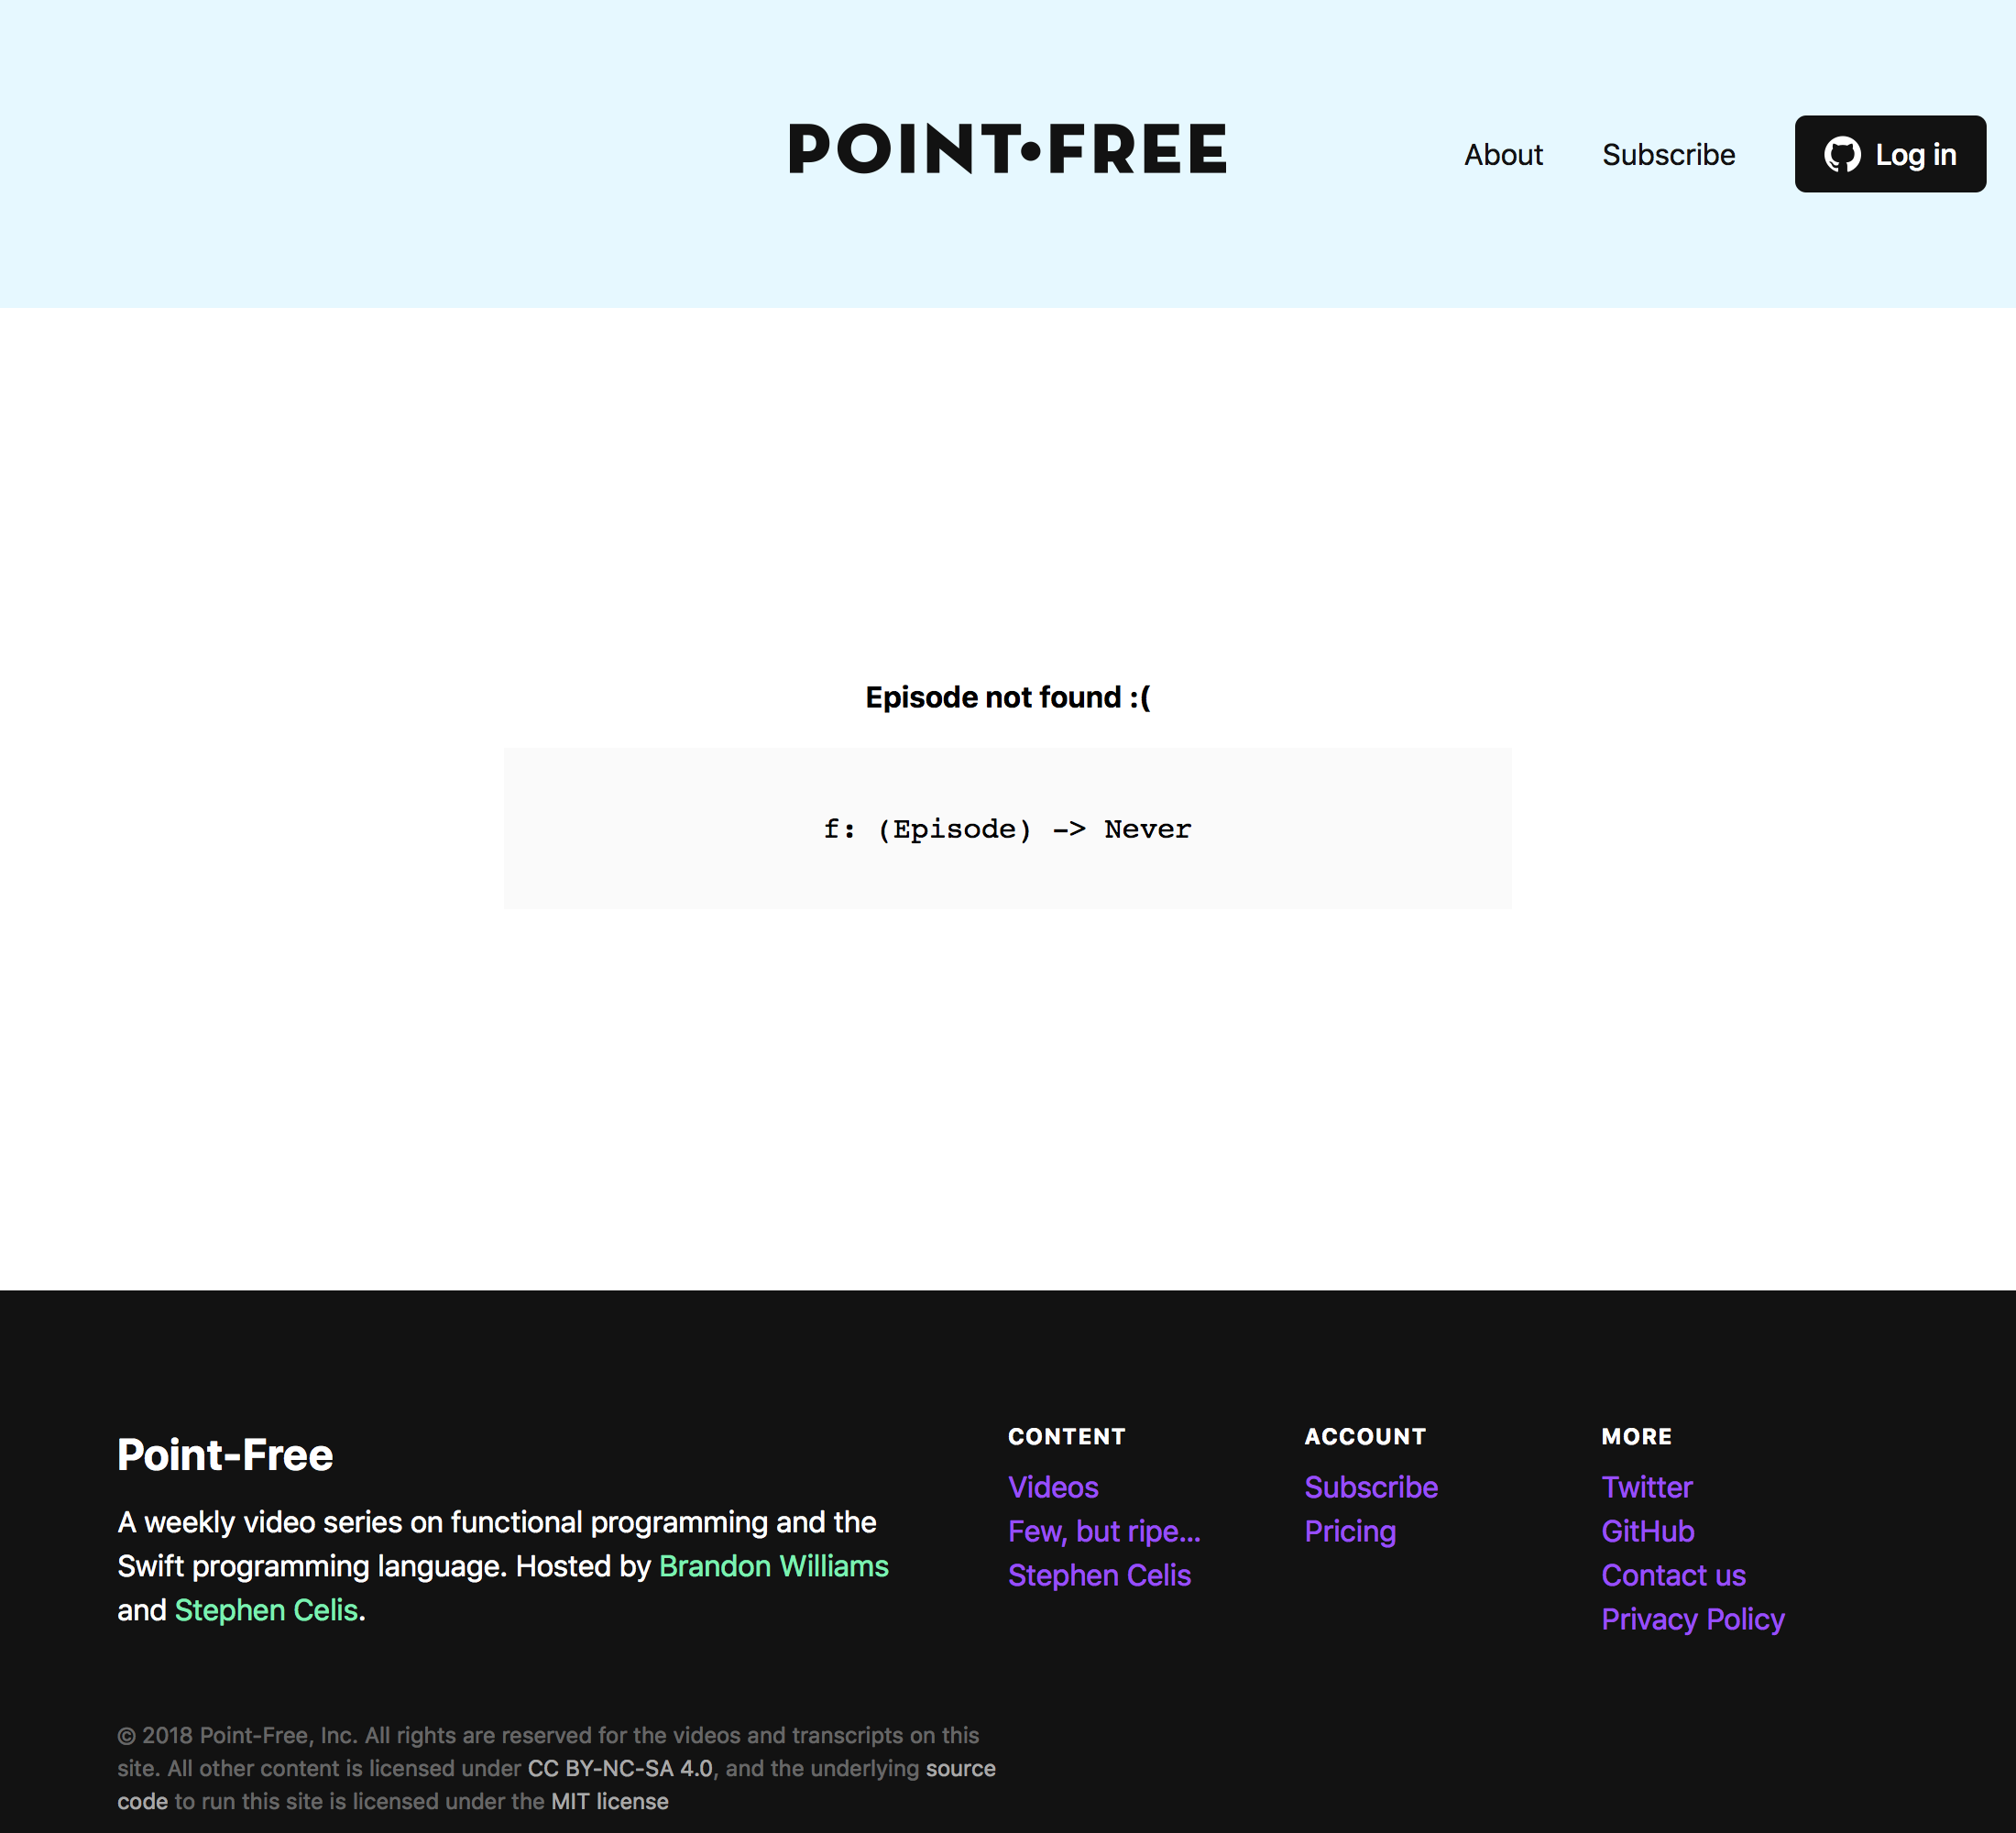 POINT•FREE
About
Subscribe
Log in
Episode not found :(
f: (Episode) -> Never
Point-Free
A weekly video series on functional programming and the
Swift programming language. Hosted by Brandon Williams
and Stephen Celis.
CONTENT
Videos
Few, but ripe...
Stephen Celis
ACCOUNT
Subscribe
Pricing
MORE
Twitter
GitHub
Contact us
Privacy Policy
© 2018 Point-Free, Inc. All rights are reserved for the videos and transcripts on this
site. All other content is licensed under CC BY-NC-SA 4.0, and the underlying source
code to run this site is licensed under the MIT license